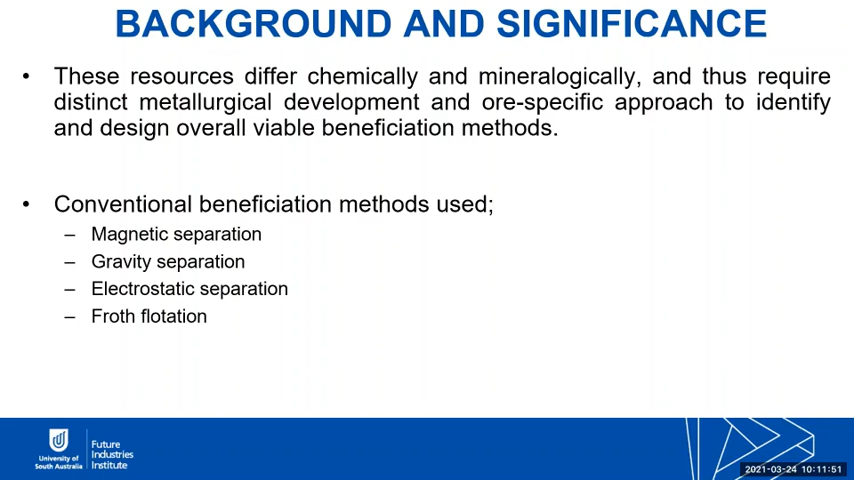 BACKGROUND AND SIGNIFICANCE
• These resources differ chemically and mineralogically, and thus require
distinct metallurgical development and ore-specific approach to identify
and design overall viable beneficiation methods.
• Conventional beneficiation methods used;
– Magnetic separation
– Gravity separation
– Electrostatic separation
– Froth flotation
University of
South Australia
Future
Industries
Institute
2021-03-24 10:11:51